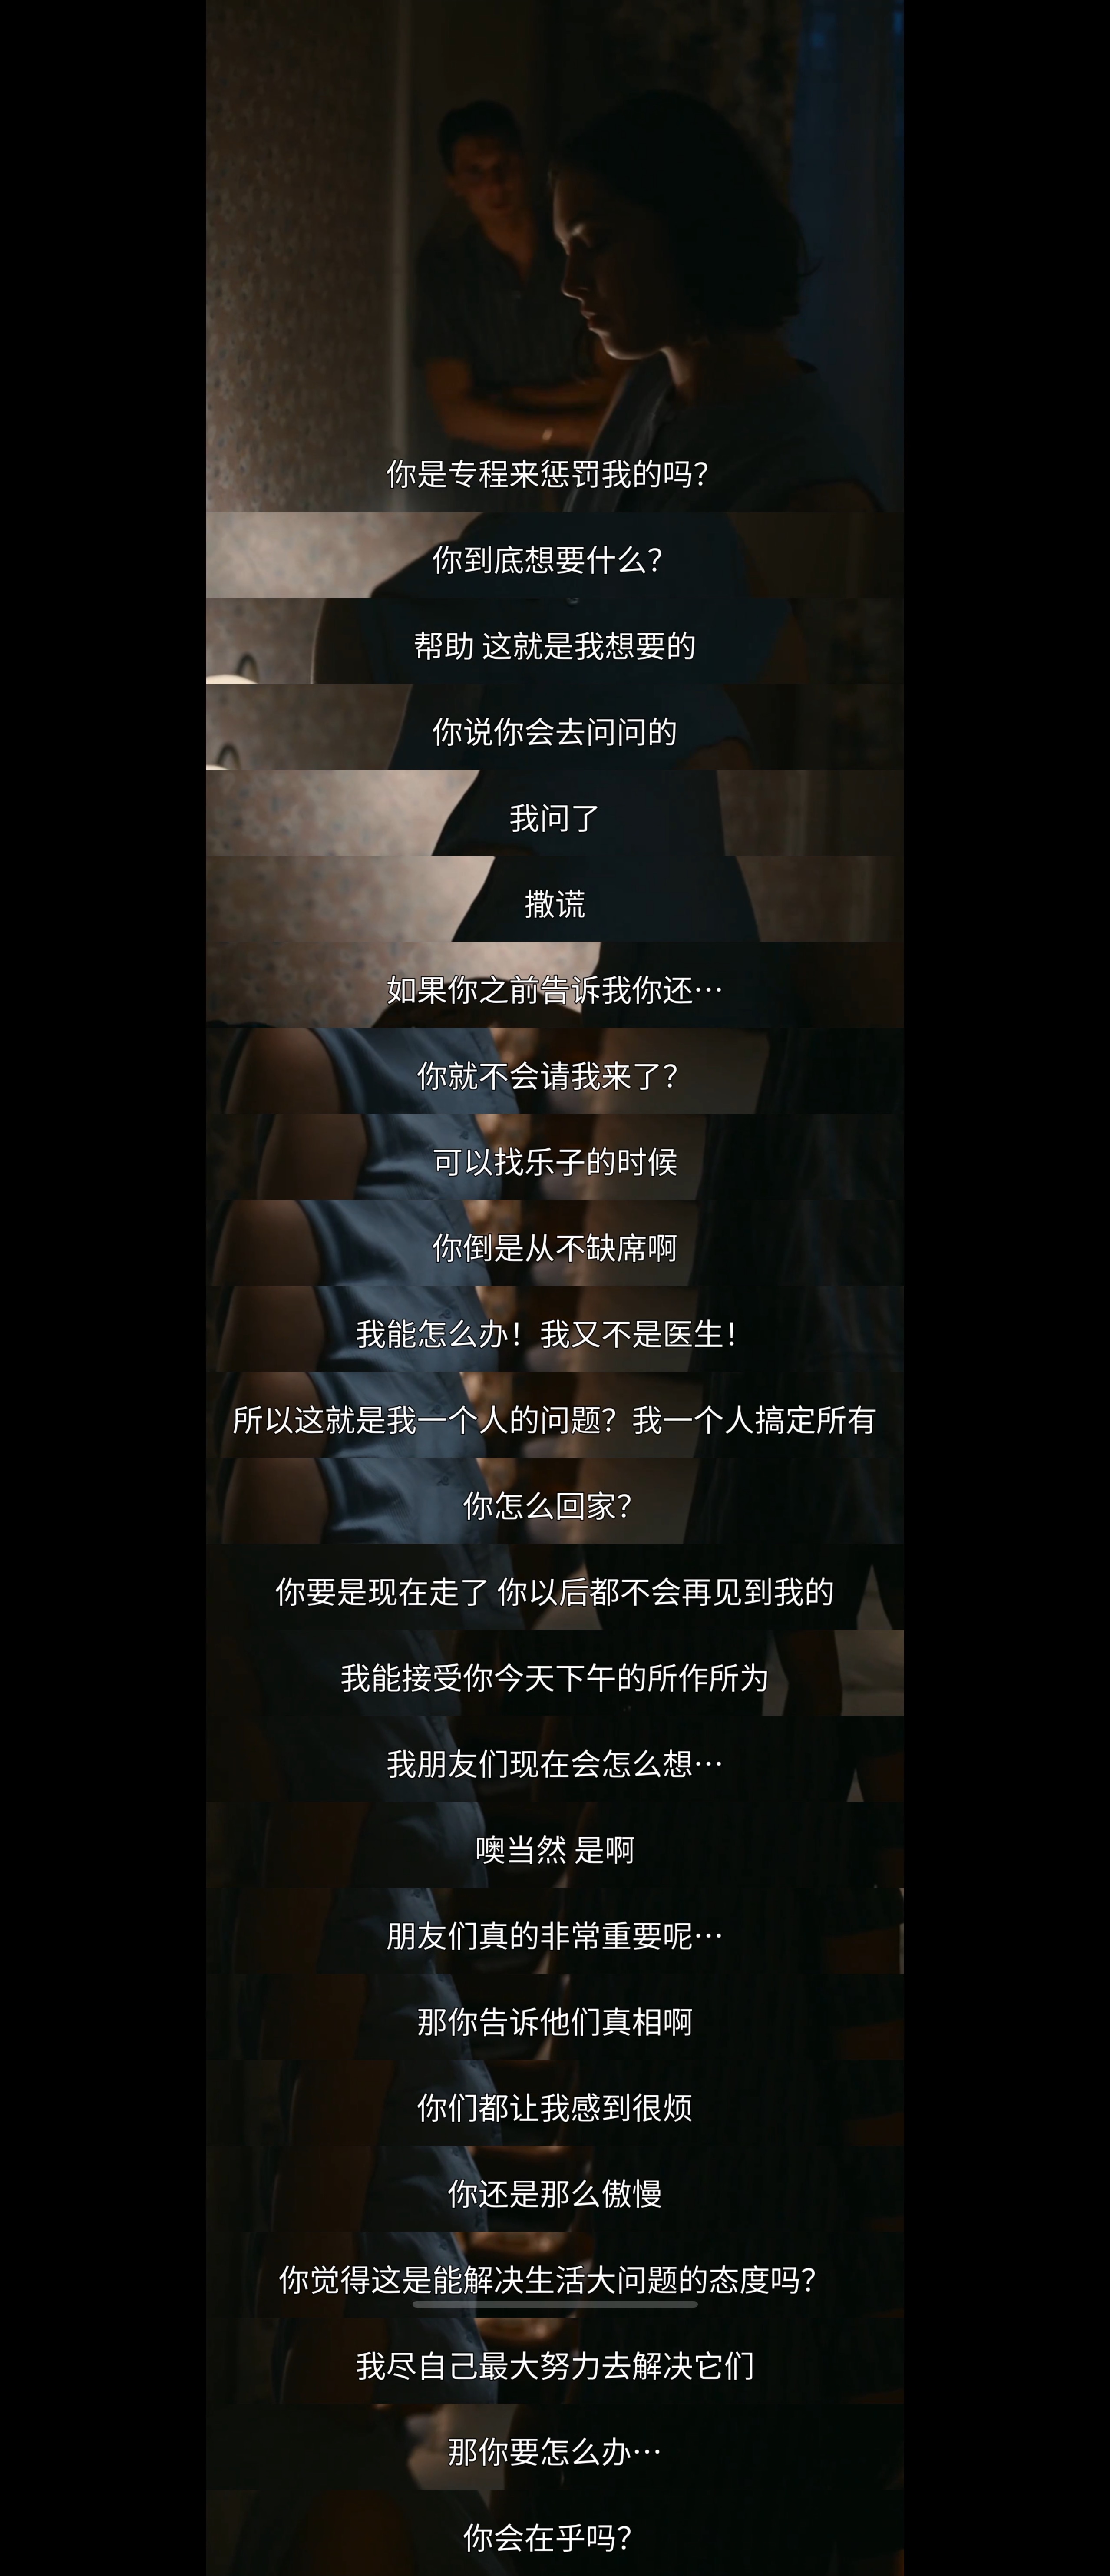 你是专程来惩罚我的吗?
你到底想要什么?
帮助 这就是我想要的
你说你会去问问的
我问了
撒谎
如果你之前告诉我你还…
你就不会请我来了?
可以找乐子的时候
你倒是从不缺席啊
我能怎么办！我又不是医生！
所以这就是我一个人的问题？我一个人搞定所有
你怎么回家?
你要是现在走了 你以后都不会再见到我的
我能接受你今天下午的所作所为
我朋友们现在会怎么想…
噢当然 是啊
朋友们真的非常重要呢…
那你告诉他们真相啊
你们都让我感到很烦
你还是那么傲慢
你觉得这是能解决生活大问题的态度吗?
我尽自己最大努力去解决它们
那你要怎么办…
你会在乎吗?